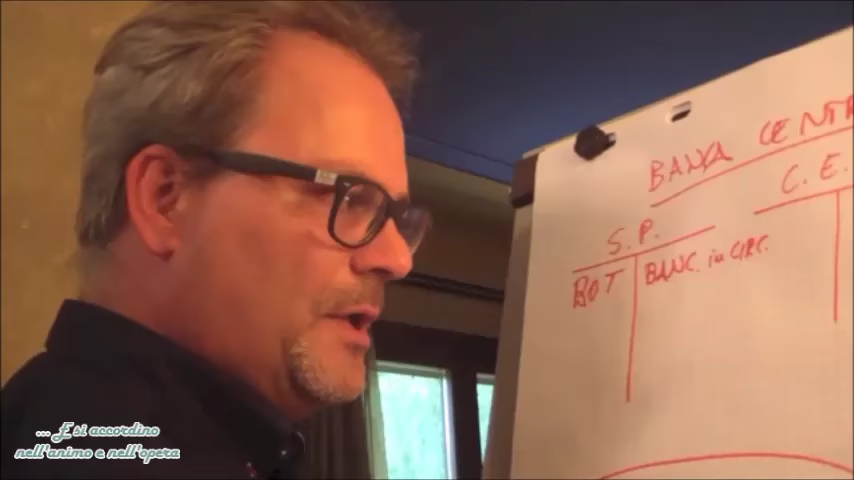 BANCA CENTR
S.P.
C.E.
BOT
BANC. in CIRC.
... E si accordino
nell'animo e nell'opera